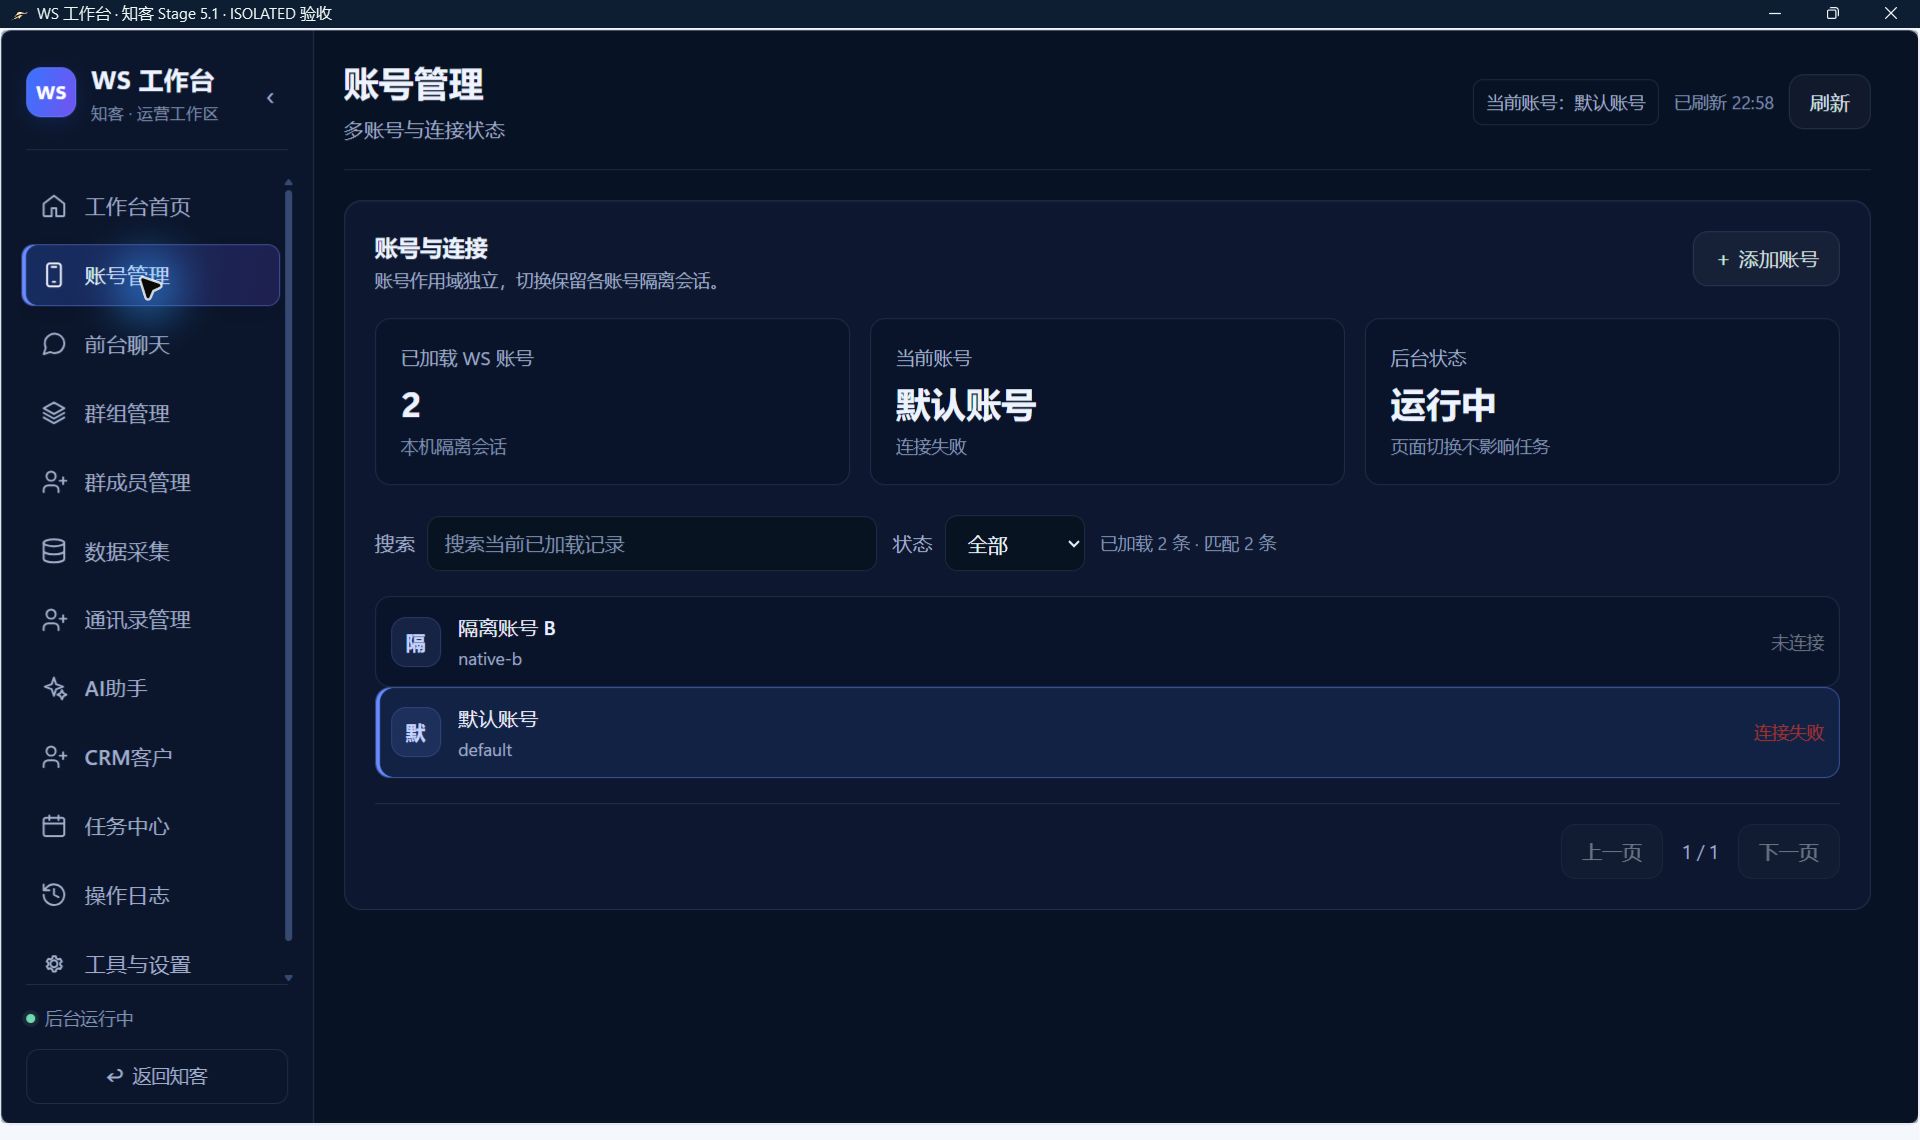 WS 工作台 · 知客 Stage 5.1 · ISOLATED 验收
WS
WS 工作台
知客 · 运营工作区
工作台首页
账号管理
前台聊天
群组管理
群成员管理
数据采集
通讯录管理
AI助手
CRM客户
任务中心
操作日志
工具与设置
后台运行中
返回知客
账号管理
多账号与连接状态
当前账号：默认账号
已刷新 22:58
刷新
账号与连接
账号作用域独立，切换保留各账号隔离会话。
+ 添加账号
已加载 WS 账号
2
本机隔离会话
当前账号
默认账号
连接失败
后台状态
运行中
页面切换不影响任务
搜索
搜索当前已加载记录
状态
全部
已加载 2 条 · 匹配 2 条
隔
隔离账号 B
native-b
未连接
默
默认账号
default
连接失败
上一页
1 / 1
下一页